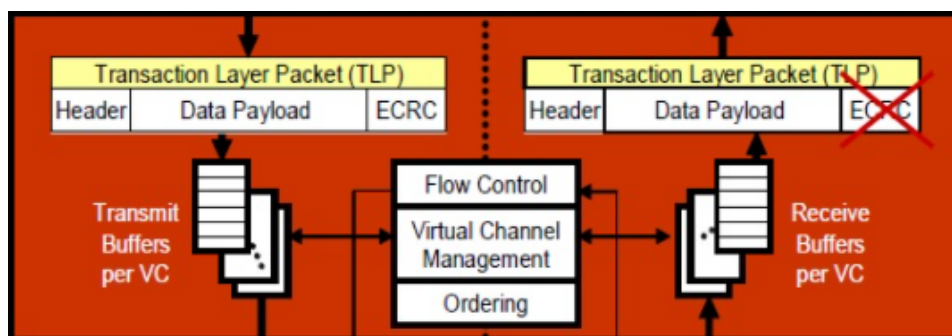 Transaction Layer Packet (TLP)
Header Data Payload ECRC
Transaction Layer Packet (TLP)
Header Data Payload ECRC
Transmit
Buffers
per VC
Flow Control
Virtual Channel
Management
Ordering
Receive
Buffers
per VC